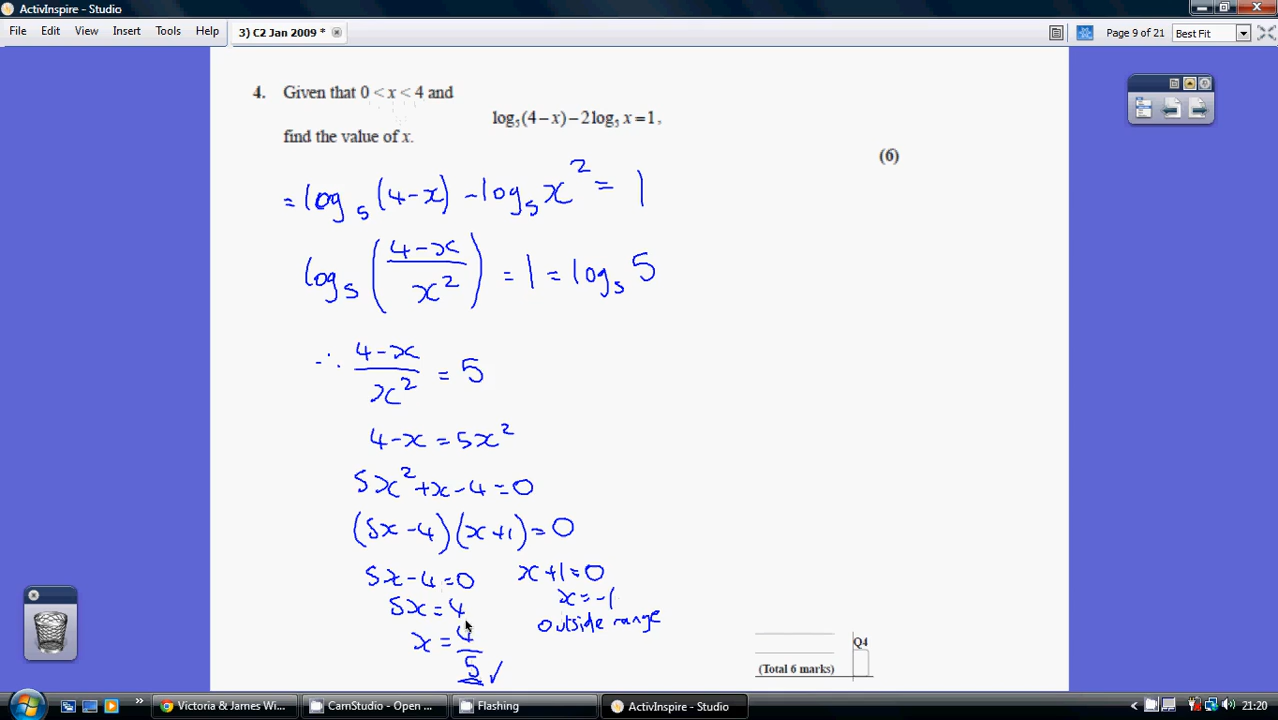 ActivInspire - Studio
File Edit View Insert Tools Help 3) C2 Jan 2009 * Page 9 of 21 Best Fit
4. Given that 0 < x < 4 and
log₅(4−x)−2log₅ x=1,
find the value of x.
(6)
= log₅ (4−x) −log₅ x² = 1
log₅ ((4−x)/x²) = 1 = log₅ 5
∴ (4−x)/x² = 5
4−x = 5x²
5x²+x−4=0
(5x−4)(x+1)=0
5x−4=0 x+1=0
5x=4 x=−1
x=4/5 ✓ outside range
Q4
(Total 6 marks)
Victoria & James Wi... CamStudio - Open ... Flashing ActivInspire - Studio 21:20